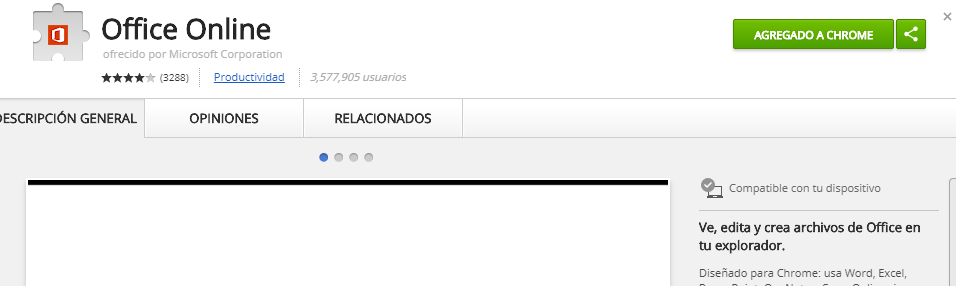 Office Online
ofrecido por Microsoft Corporation
(3288)
Productividad
3,577,905 usuarios
AGREGADO A CHROME
DESCRIPCIÓN GENERAL
OPINIONES
RELACIONADOS
Compatible con tu dispositivo
Ve, edita y crea archivos de Office en
tu explorador.
Diseñado para Chrome: usa Word, Excel,